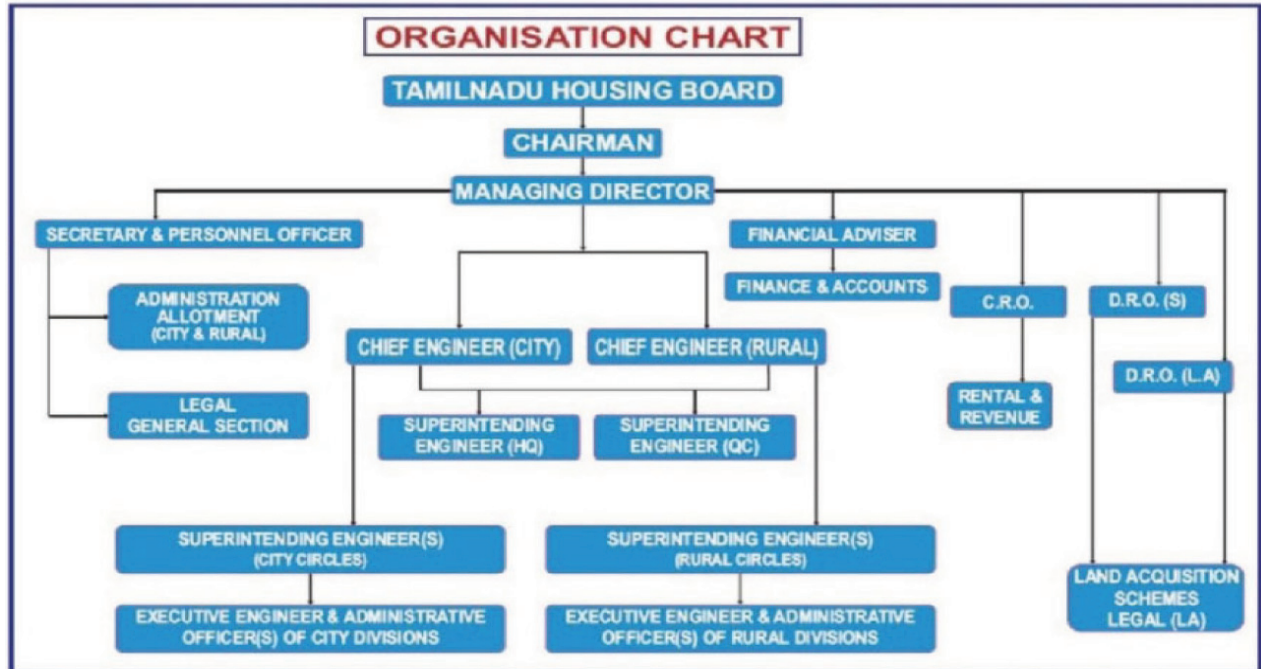 ORGANISATION CHART
TAMILNADU HOUSING BOARD
CHAIRMAN
MANAGING DIRECTOR
SECRETARY & PERSONNEL OFFICER
FINANCIAL ADVISER
ADMINISTRATION
ALLOTMENT
(CITY & RURAL)
FINANCE & ACCOUNTS
C.R.O.
D.R.O. (S)
CHIEF ENGINEER (CITY)
CHIEF ENGINEER (RURAL)
D.R.O. (L.A)
LEGAL
GENERAL SECTION
SUPERINTENDING
ENGINEER (HQ)
SUPERINTENDING
ENGINEER (QC)
RENTAL &
REVENUE
SUPERINTENDING ENGINEER(S)
(CITY CIRCLES)
SUPERINTENDING ENGINEER(S)
(RURAL CIRCLES)
LAND ACQUISITION
SCHEMES
LEGAL (LA)
EXECUTIVE ENGINEER & ADMINISTRATIVE
OFFICER(S) OF CITY DIVISIONS
EXECUTIVE ENGINEER & ADMINISTRATIVE
OFFICER(S) OF RURAL DIVISIONS